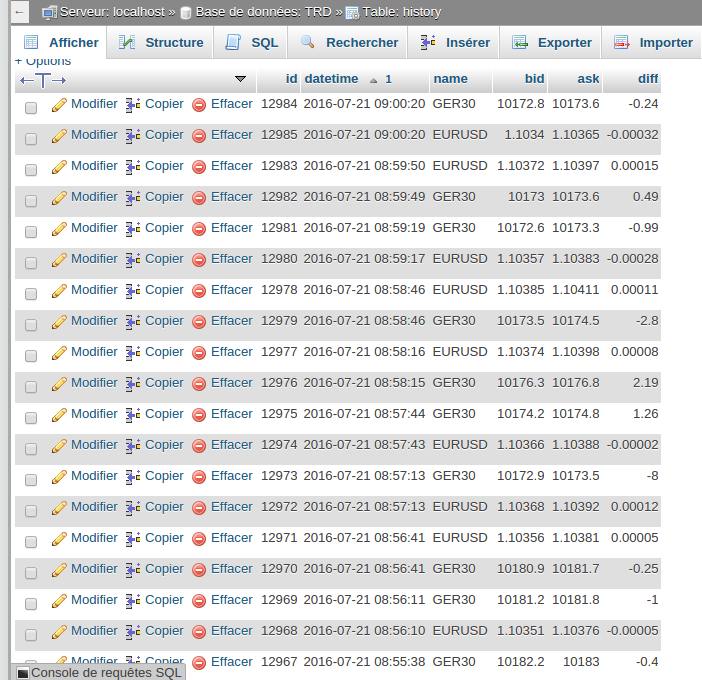 ← Serveur: localhost » Base de données: TRD » Table: history
Afficher Structure SQL Rechercher Insérer Exporter Importer
+ Options
←T→ id datetime 1 name bid ask diff
Modifier Copier Effacer 12984 2016-07-21 09:00:20 GER30 10172.8 10173.6 -0.24
Modifier Copier Effacer 12985 2016-07-21 09:00:20 EURUSD 1.1034 1.10365 -0.00032
Modifier Copier Effacer 12983 2016-07-21 08:59:50 EURUSD 1.10372 1.10397 0.00015
Modifier Copier Effacer 12982 2016-07-21 08:59:49 GER30 10173 10173.6 0.49
Modifier Copier Effacer 12981 2016-07-21 08:59:19 GER30 10172.6 10173.3 -0.99
Modifier Copier Effacer 12980 2016-07-21 08:59:17 EURUSD 1.10357 1.10383 -0.00028
Modifier Copier Effacer 12978 2016-07-21 08:58:46 EURUSD 1.10385 1.10411 0.00011
Modifier Copier Effacer 12979 2016-07-21 08:58:46 GER30 10173.5 10174.5 -2.8
Modifier Copier Effacer 12977 2016-07-21 08:58:16 EURUSD 1.10374 1.10398 0.00008
Modifier Copier Effacer 12976 2016-07-21 08:58:15 GER30 10176.3 10176.8 2.19
Modifier Copier Effacer 12975 2016-07-21 08:57:44 GER30 10174.2 10174.8 1.26
Modifier Copier Effacer 12974 2016-07-21 08:57:43 EURUSD 1.10366 1.10388 -0.00002
Modifier Copier Effacer 12973 2016-07-21 08:57:13 GER30 10172.9 10173.5 -8
Modifier Copier Effacer 12972 2016-07-21 08:57:13 EURUSD 1.10368 1.10392 0.00012
Modifier Copier Effacer 12971 2016-07-21 08:56:41 EURUSD 1.10356 1.10381 0.00005
Modifier Copier Effacer 12970 2016-07-21 08:56:41 GER30 10180.9 10181.7 -0.25
Modifier Copier Effacer 12969 2016-07-21 08:56:11 GER30 10181.2 10181.8 -1
Modifier Copier Effacer 12968 2016-07-21 08:56:10 EURUSD 1.10351 1.10376 -0.00005
Modifier Copier Effacer 12967 2016-07-21 08:55:38 GER30 10182.2 10183 -0.4
Console de requêtes SQL